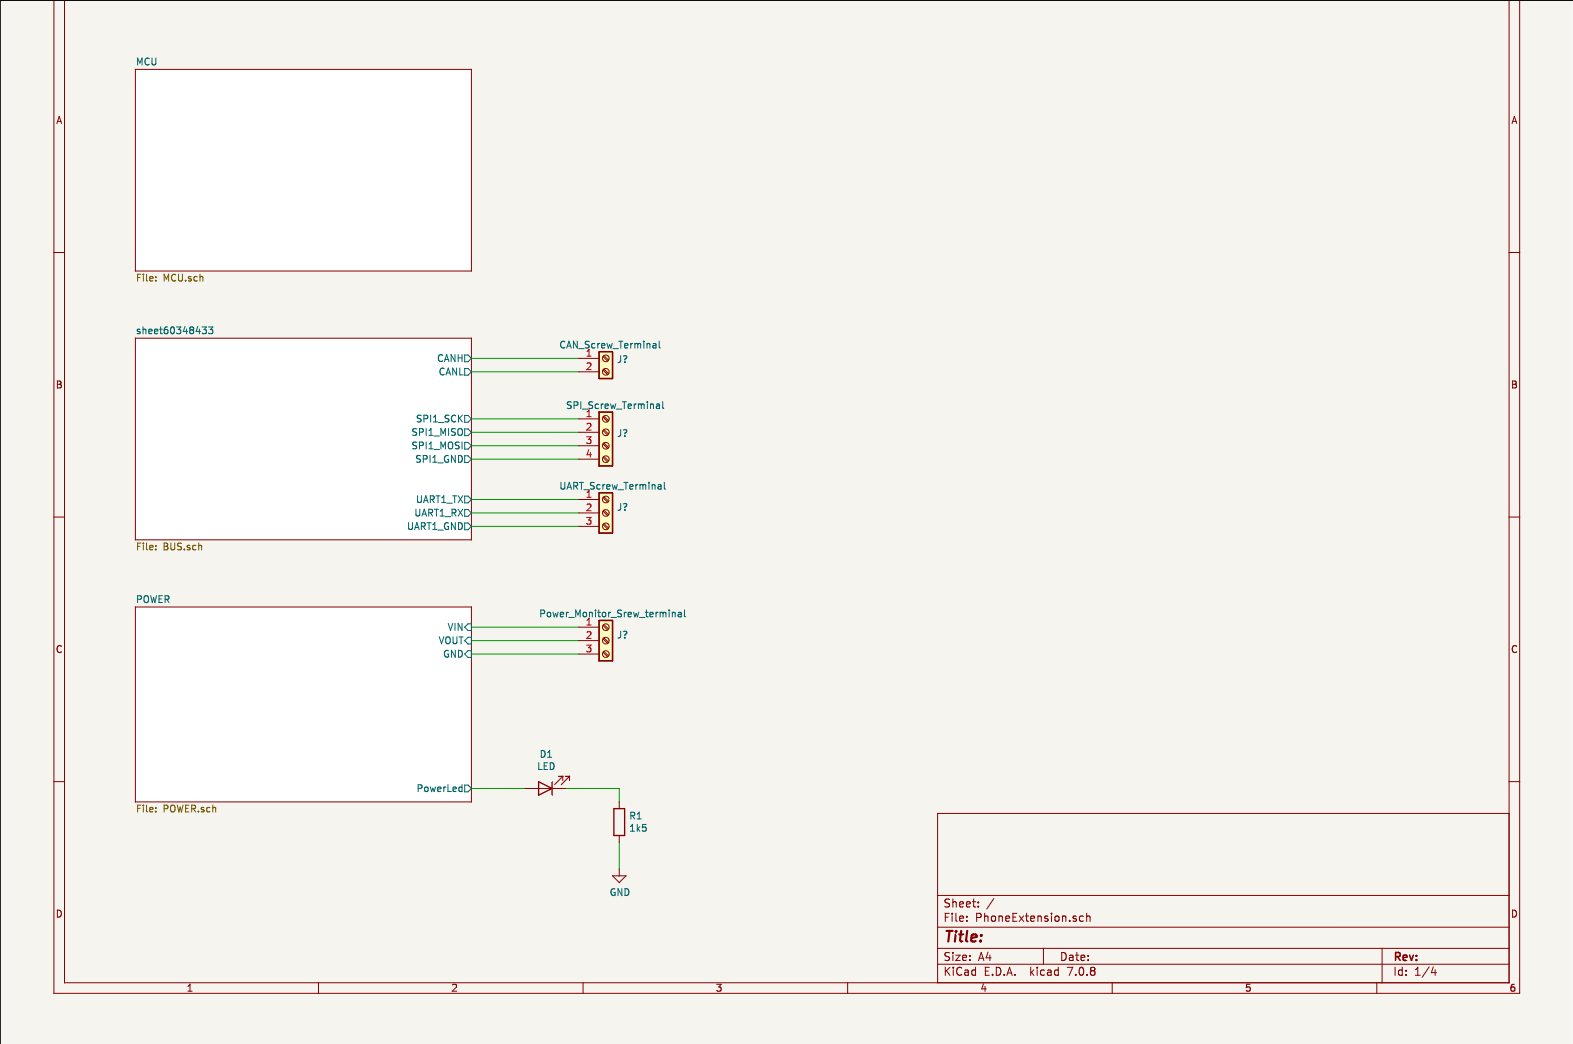 A
A
MCU
File: MCU.sch
sheet60348433
CANH
CANL
CAN_Screw_Terminal
1
2
J?
SPI1_SCK
SPI1_MISO
SPI1_MOSI
SPI1_GND
SPI_Screw_Terminal
1
2
3
4
J?
B
B
UART1_TX
UART1_RX
UART1_GND
UART_Screw_Terminal
1
2
3
J?
File: BUS.sch
POWER
VIN
VOUT
GND
Power_Monitor_Srew_terminal
1
2
3
J?
C
C
D1
LED
PowerLed
File: POWER.sch
R1
1k5
GND
D
D
Sheet: /
File: PhoneExtension.sch
Title:
Size: A4
Date:
Rev:
KiCad E.D.A. kicad 7.0.8
Id: 1/4
1
2
3
4
5
6